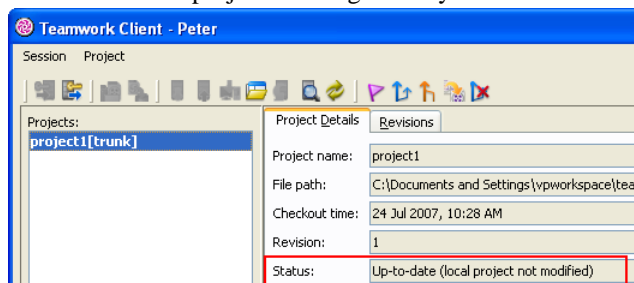 Teamwork Client - Peter
Session Project
Projects:
project1[trunk]
Project Details Revisions
Project name: project1
File path: C:\Documents and Settings\vpworkspace\tea
Checkout time: 24 Jul 2007, 10:28 AM
Revision: 1
Status: Up-to-date (local project not modified)